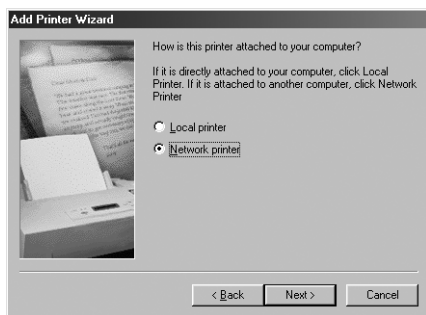 Add Printer Wizard
How is this printer attached to your computer?
If it is directly attached to your computer, click Local
Printer. If it is attached to another computer, click Network
Printer
Local printer
Network printer
< Back
Next >
Cancel